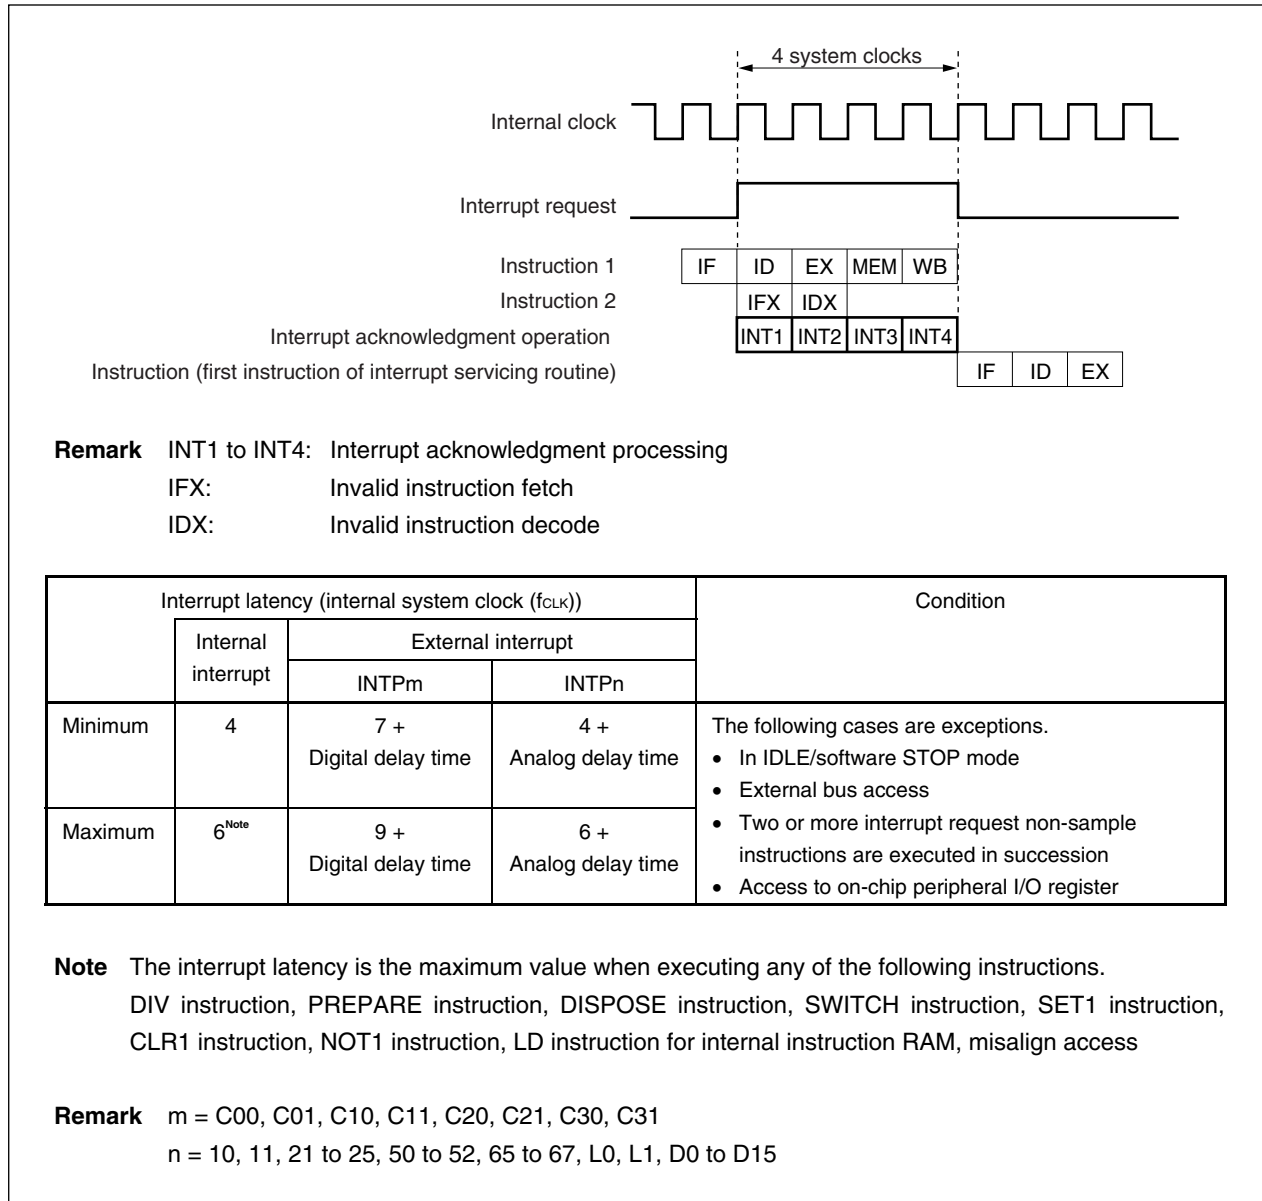 4 system clocks
Internal clock
Interrupt request
Instruction 1 IF ID EX MEM WB
Instruction 2 IFX IDX
Interrupt acknowledgment operation INT1 INT2 INT3 INT4
Instruction (first instruction of interrupt servicing routine) IF ID EX
Remark INT1 to INT4: Interrupt acknowledgment processing
IFX: Invalid instruction fetch
IDX: Invalid instruction decode
Interrupt latency (internal system clock (fCLK)) Condition
Internal interrupt External interrupt
INTPm INTPn
Minimum 4 7 + Digital delay time 4 + Analog delay time
Maximum 6Note 9 + Digital delay time 6 + Analog delay time
The following cases are exceptions.
• In IDLE/software STOP mode
• External bus access
• Two or more interrupt request non-sample
instructions are executed in succession
• Access to on-chip peripheral I/O register
Note The interrupt latency is the maximum value when executing any of the following instructions.
DIV instruction, PREPARE instruction, DISPOSE instruction, SWITCH instruction, SET1 instruction,
CLR1 instruction, NOT1 instruction, LD instruction for internal instruction RAM, misalign access
Remark m = C00, C01, C10, C11, C20, C21, C30, C31
n = 10, 11, 21 to 25, 50 to 52, 65 to 67, L0, L1, D0 to D15